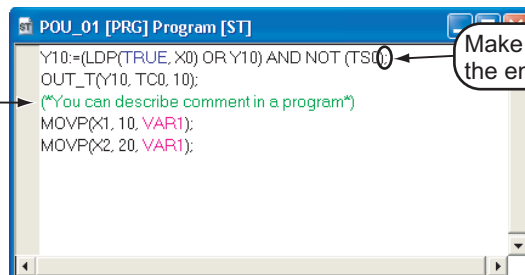 POU_01 [PRG] Program [ST]
Y10:=(LDP(TRUE, X0) OR Y10) AND NOT (TS0);
Make
the en
OUT_T(Y10, TC0, 10);
(*You can describe comment in a program*)
MOVP(X1, 10, VAR1);
MOVP(X2, 20, VAR1);